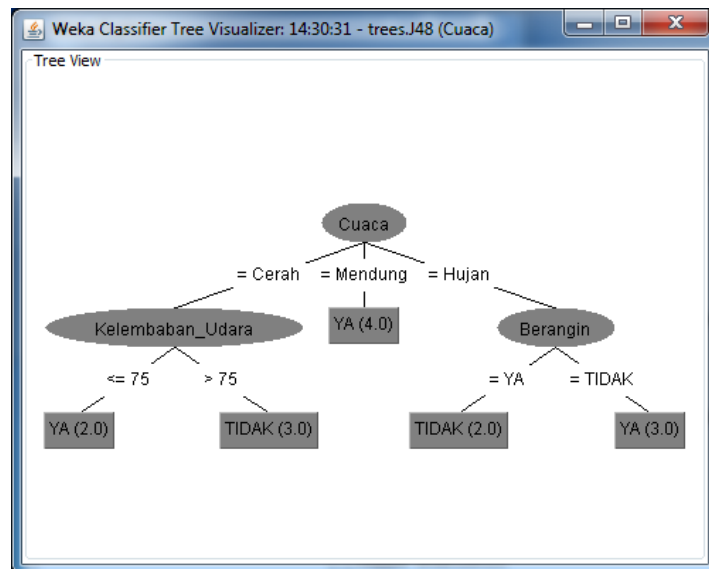 Weka Classifier Tree Visualizer: 14:30:31 - trees.J48 (Cuaca)
Tree View
Cuaca
= Cerah = Mendung = Hujan
Kelembaban_Udara YA (4.0) Berangin
<= 75 > 75 = YA = TIDAK
YA (2.0) TIDAK (3.0) TIDAK (2.0) YA (3.0)